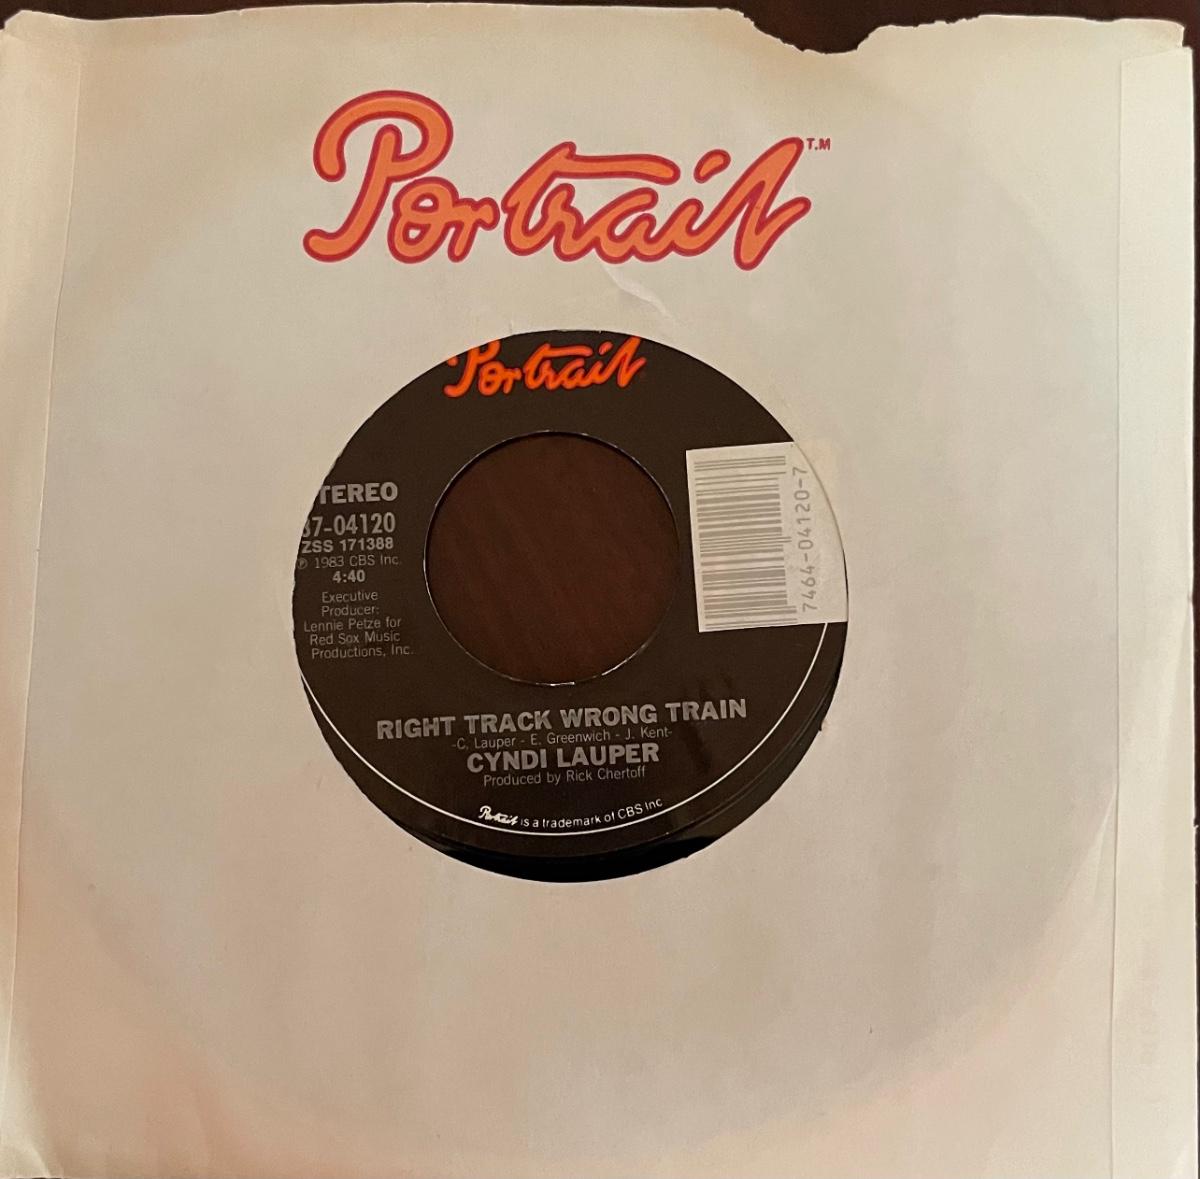 Portrait T.M
Portrait
STEREO
37-04120
ZSS 171388
℗ 1983 CBS Inc.
4:40
Executive
Producer:
Lennie Petze for
Red Sox Music
Productions, Inc.
7464-04120-7
RIGHT TRACK WRONG TRAIN
-C. Lauper - E. Greenwich - J. Kent-
CYNDI LAUPER
Produced by Rick Chertoff
Portrait is a trademark of CBS Inc